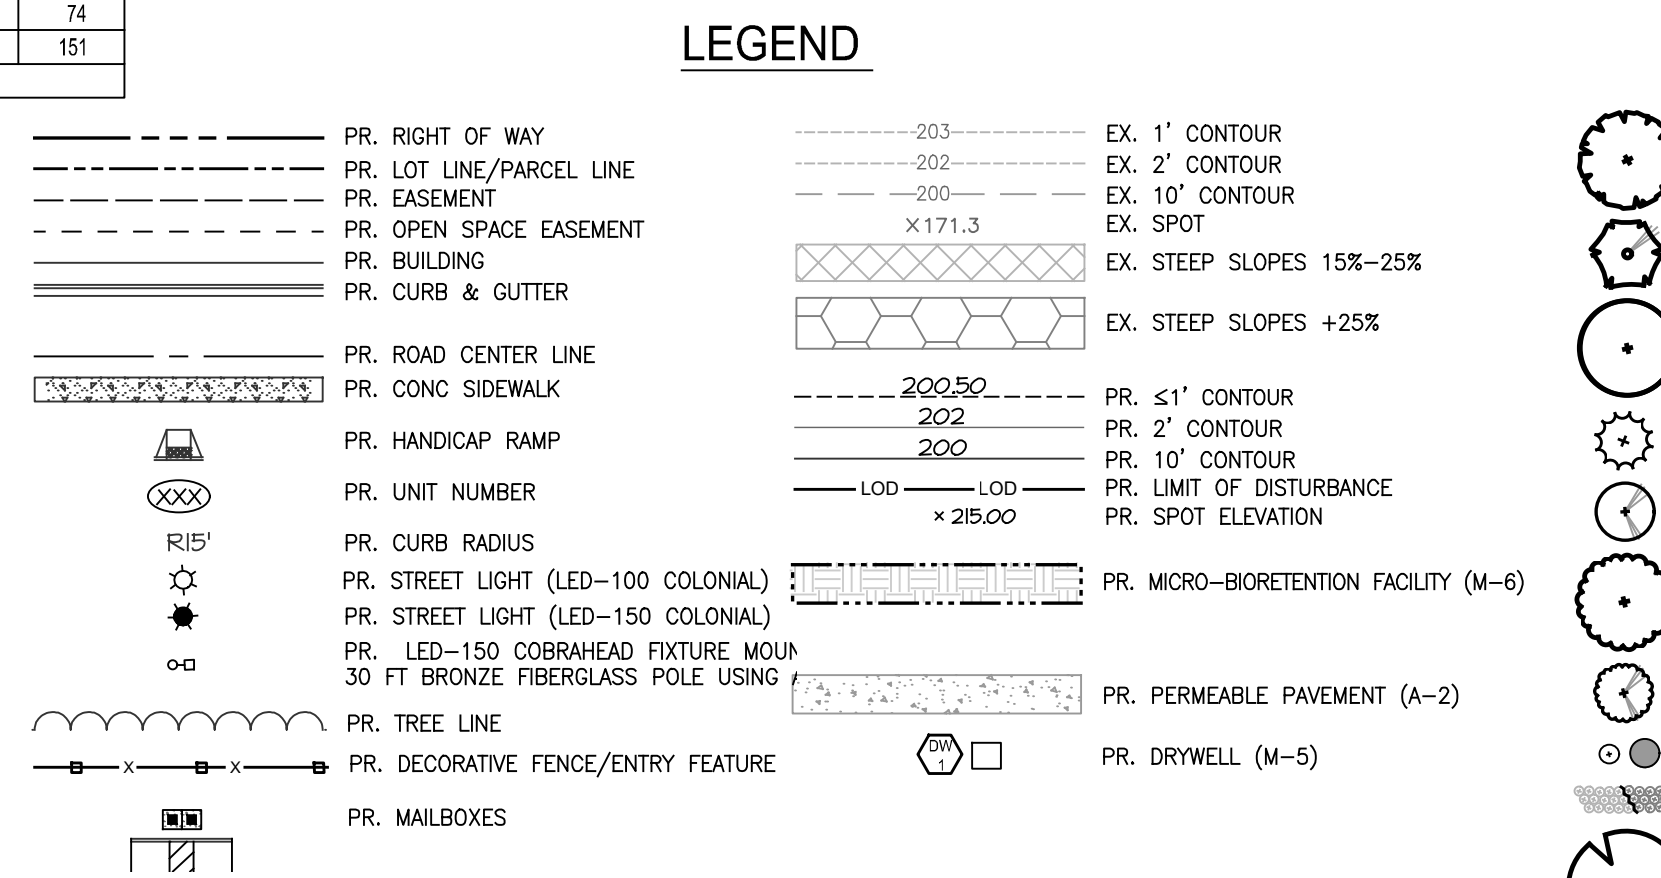 74
151
LEGEND
PR. RIGHT OF WAY
PR. LOT LINE/PARCEL LINE
PR. EASEMENT
PR. OPEN SPACE EASEMENT
PR. BUILDING
PR. CURB & GUTTER
PR. ROAD CENTER LINE
PR. CONC SIDEWALK
PR. HANDICAP RAMP
XXX PR. UNIT NUMBER
R15' PR. CURB RADIUS
PR. STREET LIGHT (LED-100 COLONIAL)
PR. STREET LIGHT (LED-150 COLONIAL)
PR. LED-150 COBRAHEAD FIXTURE
30 FT BRONZE FIBERGLASS POLE USING
PR. TREE LINE
X X PR. DECORATIVE FENCE/ENTRY FEATURE
PR. MAILBOXES
203 EX. 1' CONTOUR
202 EX. 2' CONTOUR
200 EX. 10' CONTOUR
×171.3 EX. SPOT
EX. STEEP SLOPES 15%-25%
EX. STEEP SLOPES +25%
200.50 PR. ≤1' CONTOUR
202 PR. 2' CONTOUR
200 PR. 10' CONTOUR
LOD LOD PR. LIMIT OF DISTURBANCE
× 215.00 PR. SPOT ELEVATION
PR. MICRO-BIORETENTION FACILITY (M-6)
PR. PERMEABLE PAVEMENT (A-2)
DW
1
PR. DRYWELL (M-5)